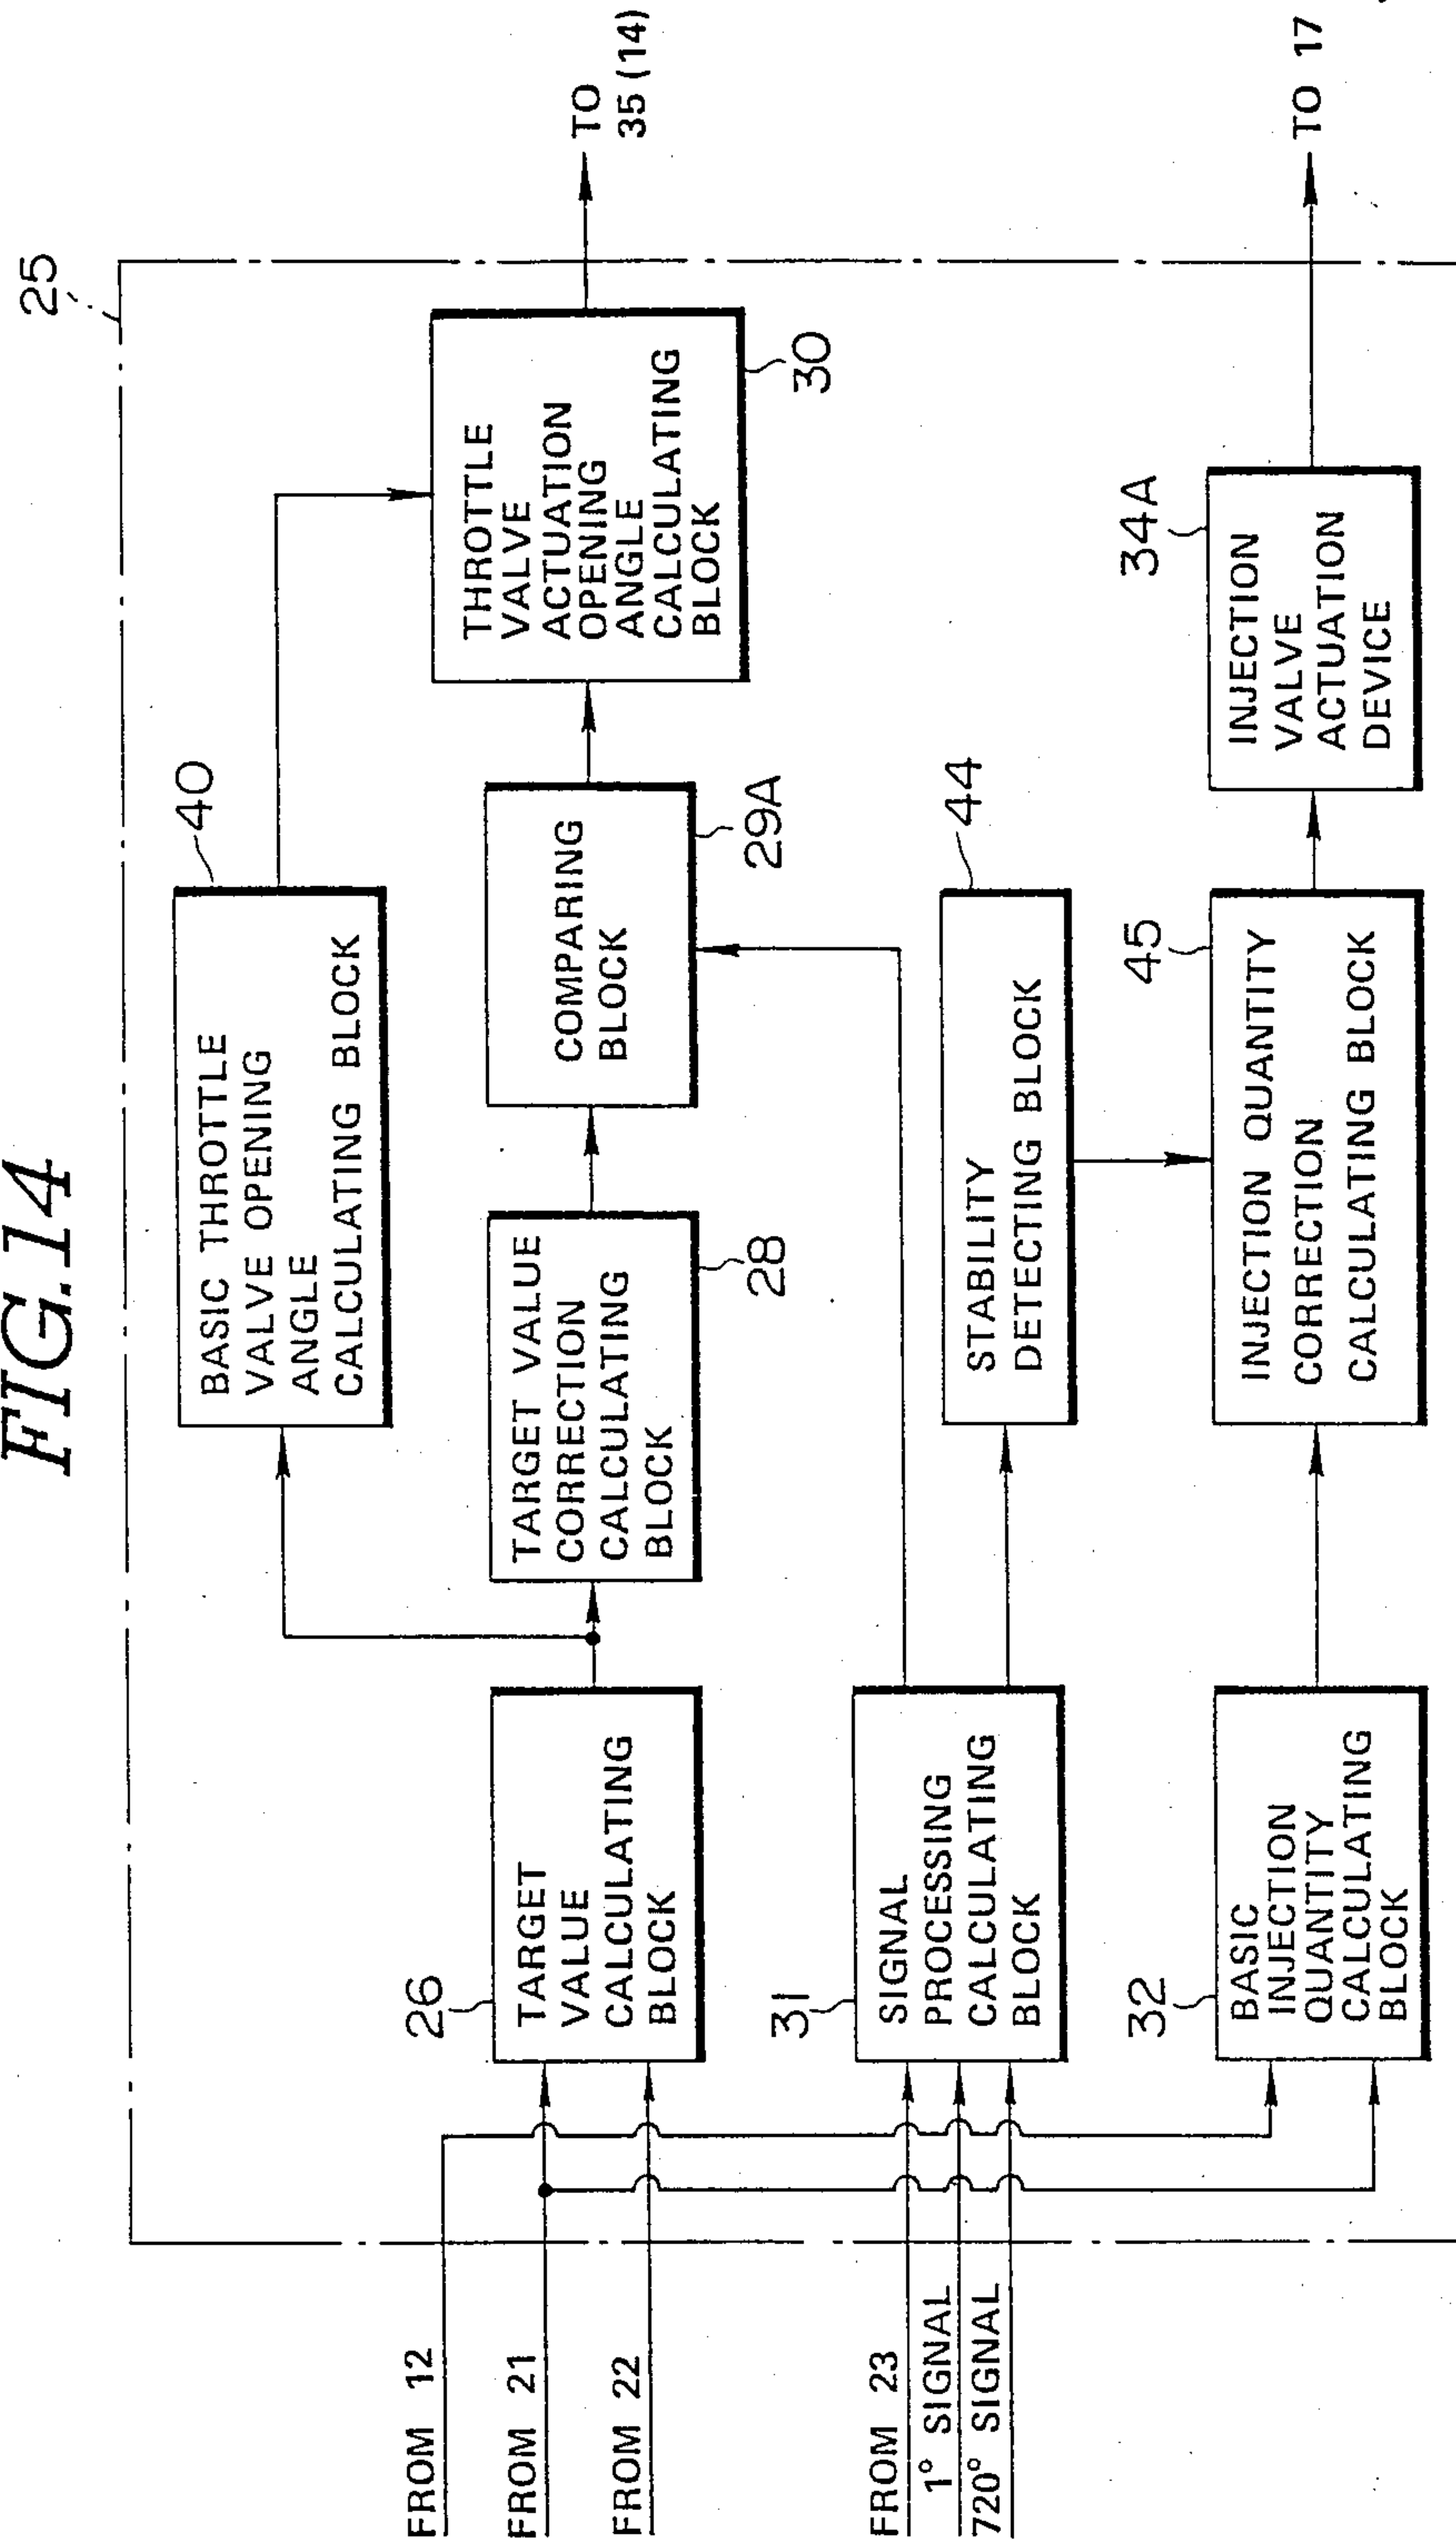 FIG.14
25
FROM 12
FROM 21
FROM 22
FROM 23
1° SIGNAL
720° SIGNAL
26
TARGET
VALUE
CALCULATING
BLOCK
31
SIGNAL
PROCESSING
CALCULATING
BLOCK
32
BASIC
INJECTION
QUANTITY
CALCULATING
BLOCK
40
BASIC THROTTLE
VALVE OPENING
ANGLE
CALCULATING BLOCK
TARGET VALUE
CORRECTION
CALCULATING
BLOCK
28
COMPARING
BLOCK
29A
THROTTLE
VALVE
ACTUATION
OPENING
ANGLE
CALCULATING
BLOCK
30
TO
35 (14)
44
STABILITY
DETECTING BLOCK
45
INJECTION QUANTITY
CORRECTION
CALCULATING BLOCK
34A
INJECTION
VALVE
ACTUATION
DEVICE
TO 17